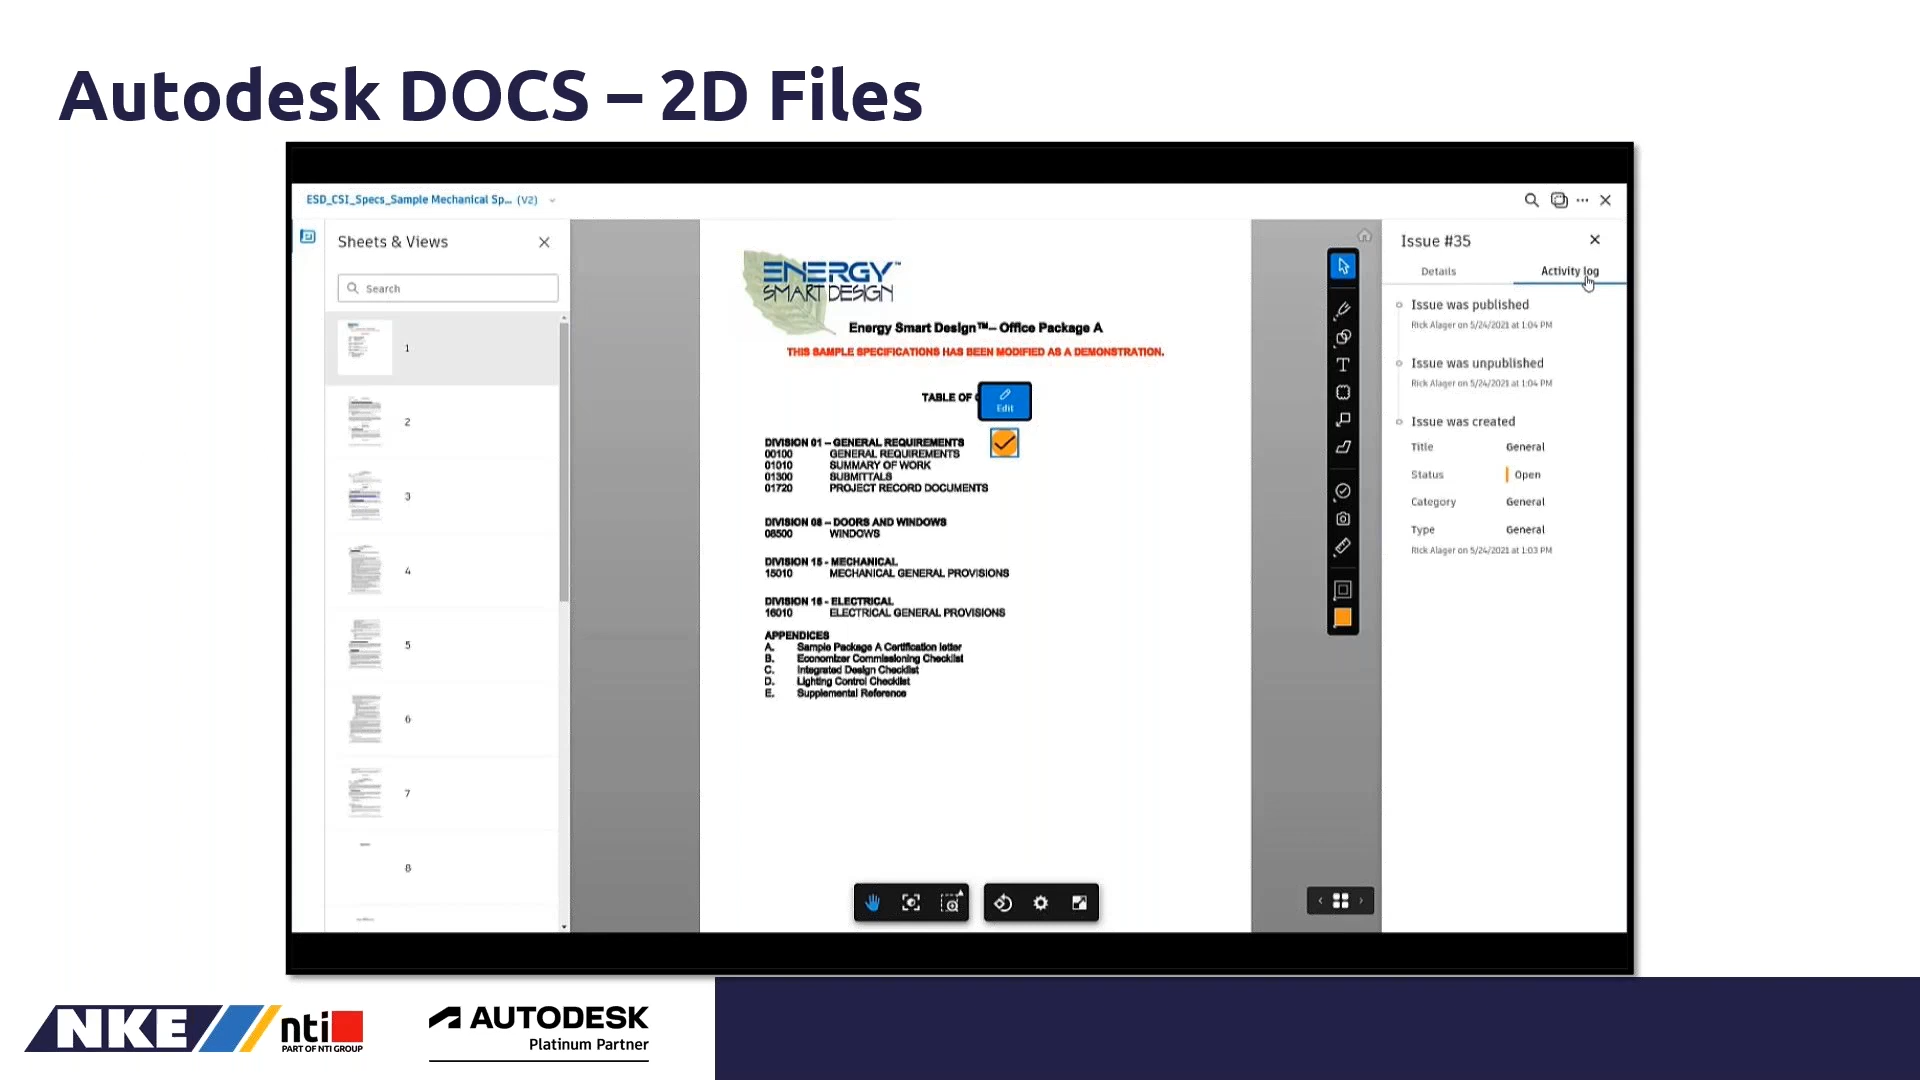 Autodesk DOCS – 2D Files
ESD_CSI_Specs_Sample Mechanical Sp... (V2)
Sheets & Views
Search
1
2
3
4
5
6
7
8
ENERGY™
SMART DESIGN
Energy Smart Design™– Office Package A
THIS SAMPLE SPECIFICATIONS HAS BEEN MODIFIED AS A DEMONSTRATION.
TABLE OF
Edit
DIVISION 01 – GENERAL REQUIREMENTS
00100 GENERAL REQUIREMENTS
01010 SUMMARY OF WORK
01300 SUBMITTALS
01720 PROJECT RECORD DOCUMENTS
DIVISION 08 – DOORS AND WINDOWS
08500 WINDOWS
DIVISION 15 - MECHANICAL
15010 MECHANICAL GENERAL PROVISIONS
DIVISION 16 - ELECTRICAL
16010 ELECTRICAL GENERAL PROVISIONS
APPENDICES
A. Sample Package A Certification letter
B. Economizer Commissioning Checklist
C. Integrated Design Checklist
D. Lighting Control Checklist
E. Supplemental Reference
Issue #35
Details Activity log
Issue was published
Rick Alager on 5/24/2021 at 1:04 PM
Issue was unpublished
Rick Alager on 5/24/2021 at 1:04 PM
Issue was created
Title General
Status Open
Category General
Type General
Rick Alager on 5/24/2021 at 1:03 PM
NKE
nti
PART OF NTI GROUP
AUTODESK
Platinum Partner